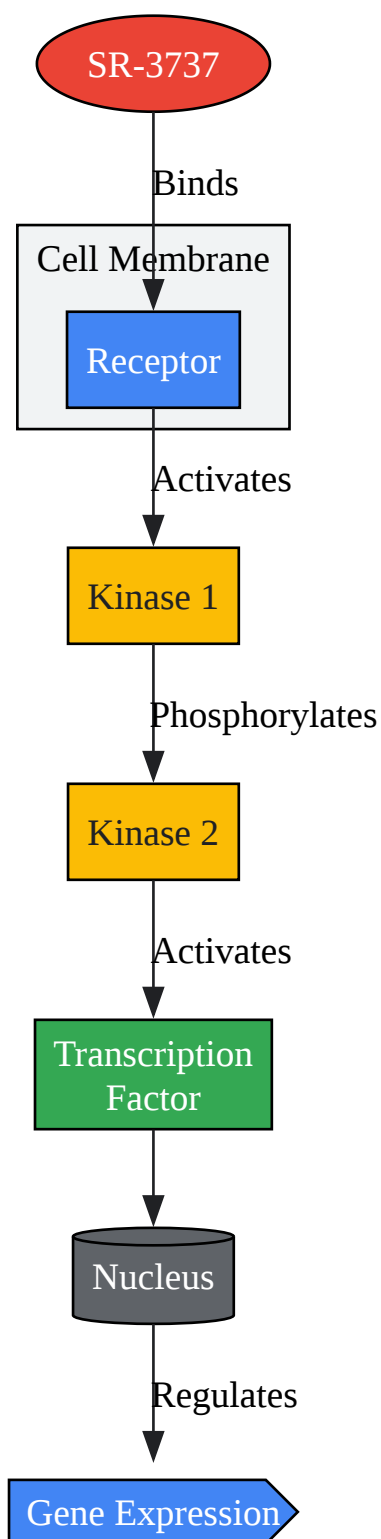 SR-3737
Binds
Cell Membrane
Receptor
Activates
Kinase 1
Phosphorylates
Kinase 2
Activates
Transcription
Factor
Nucleus
Regulates
Gene Expression